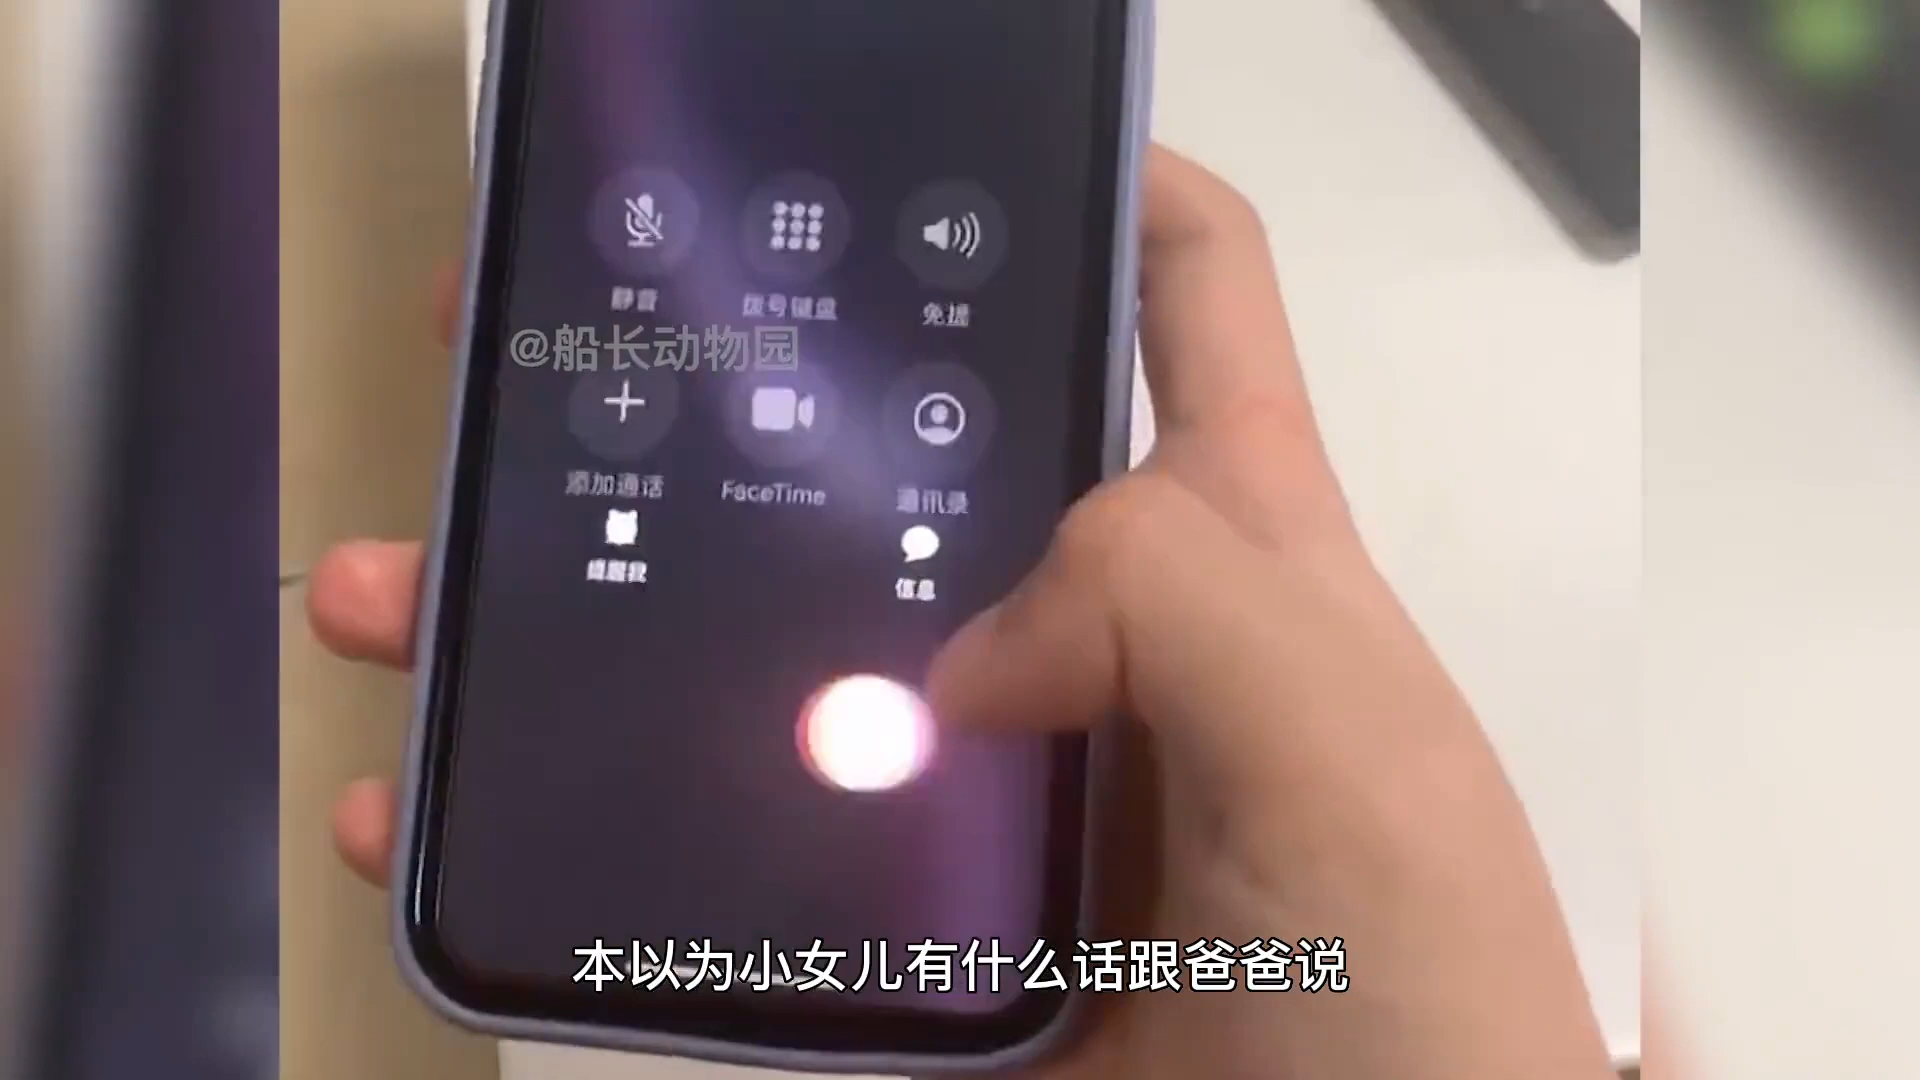 静音 拨号键盘 免提
@船长动物园
添加通话 FaceTime 通讯录
提醒我 信息
本以为小女儿有什么话跟爸爸说